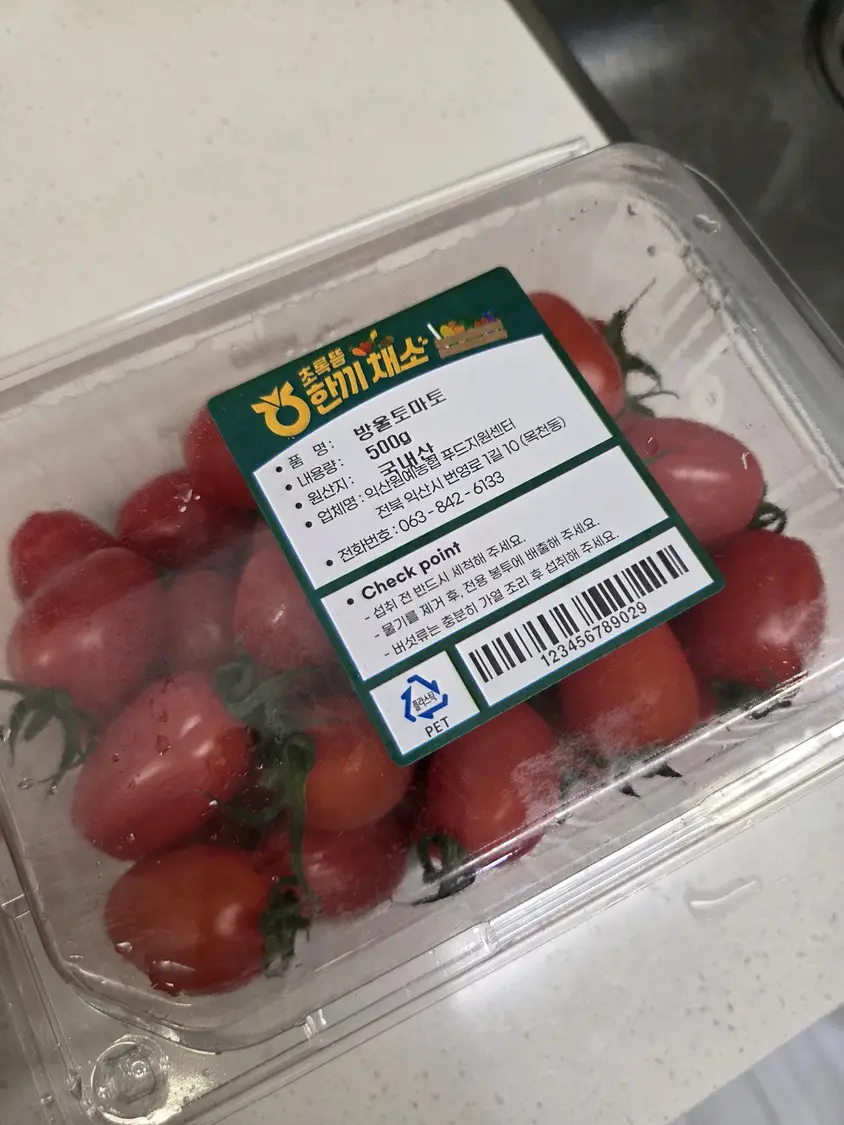 초록뜸
한끼 채소
• 품 명 : 방울토마토
• 내용량 : 500g
• 원산지 : 국내산
• 업체명 : 익산원예농협 푸드지원센터
전북 익산시 번영로 1길 10 (목천동)
• 전화번호 : 063 - 842 - 6133
• Check point
- 섭취 전 반드시 세척해 주세요.
- 물기를 제거 후, 전용 봉투에 배출해 주세요.
- 버섯류는 충분히 가열 조리 후 섭취해 주세요.
플라스틱
PET
123456789029